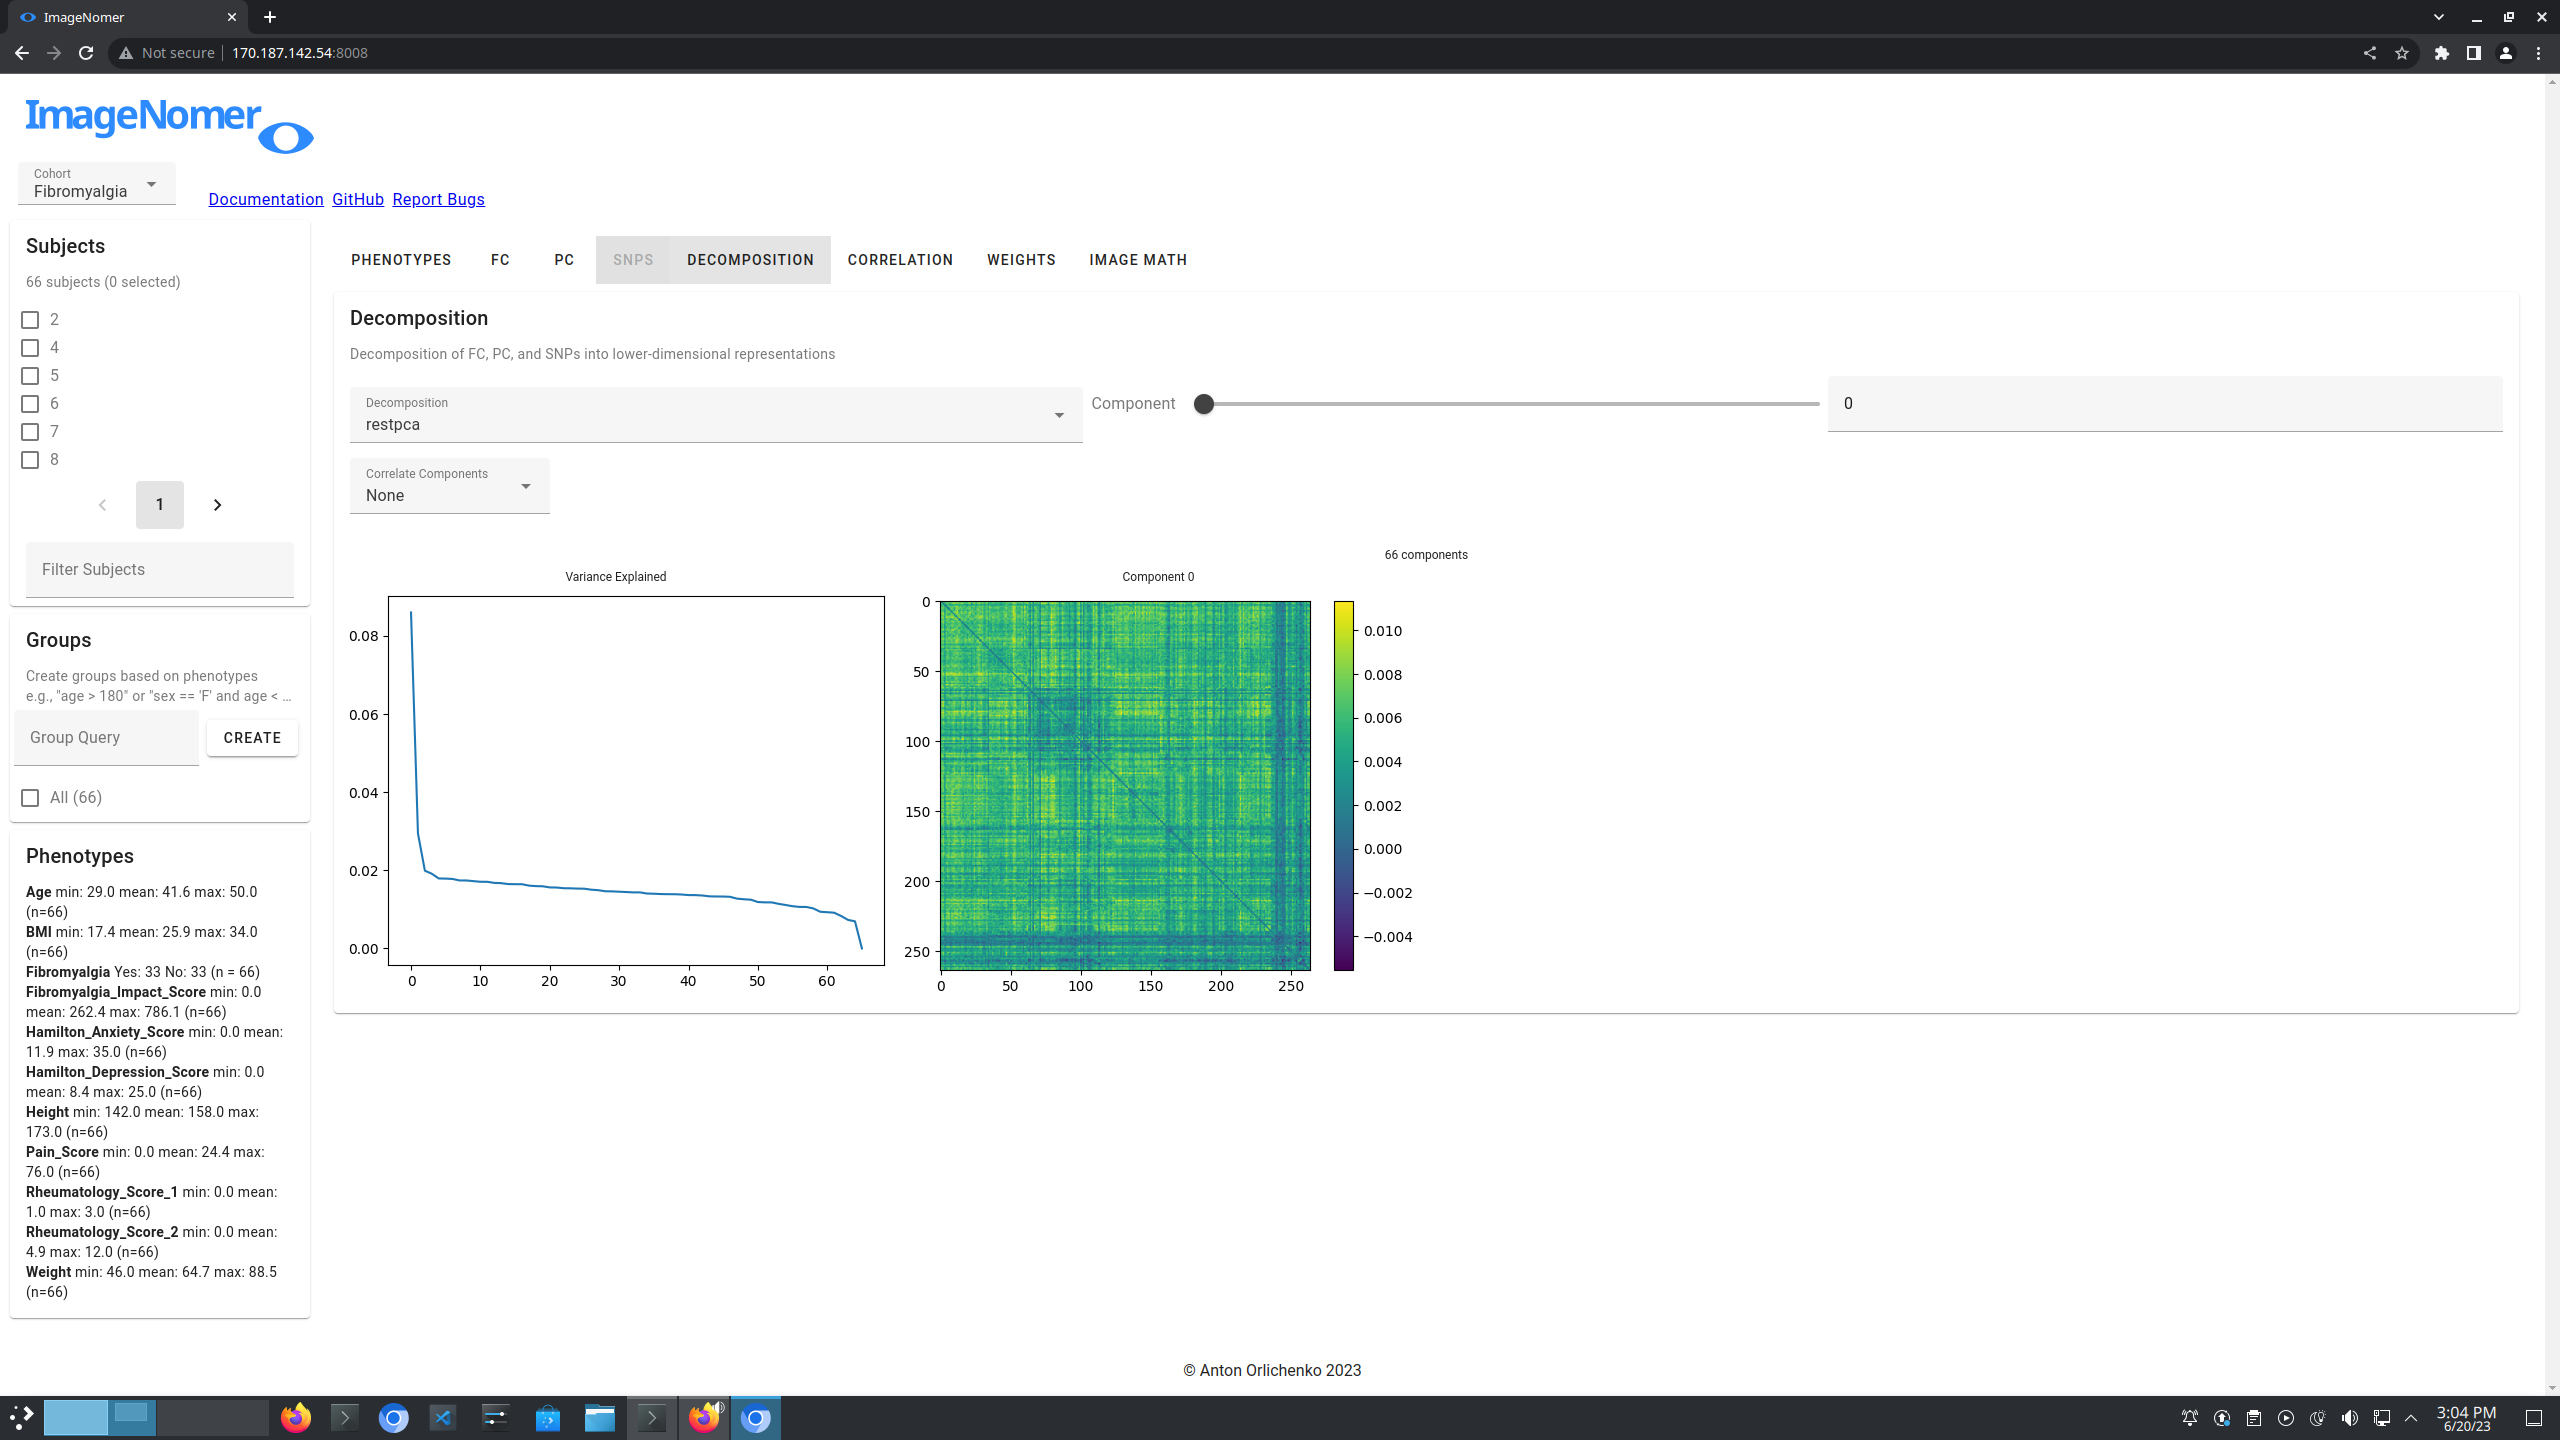 ImageNomer
Not secure
170.187.142.54:8008
ImageNomer
Cohort
Fibromyalgia
Documentation GitHub Report Bugs
Subjects
66 subjects (0 selected)
2
4
5
6
7
8
1
Filter Subjects
Groups
Create groups based on phenotypes
e.g., "age > 180" or "sex == 'F' and age < …
Group Query
CREATE
All (66)
Phenotypes
Age min: 29.0 mean: 41.6 max: 50.0
(n=66)
BMI min: 17.4 mean: 25.9 max: 34.0
(n=66)
Fibromyalgia Yes: 33 No: 33 (n = 66)
Fibromyalgia_Impact_Score min: 0.0
mean: 262.4 max: 786.1 (n=66)
Hamilton_Anxiety_Score min: 0.0 mean:
11.9 max: 35.0 (n=66)
Hamilton_Depression_Score min: 0.0
mean: 8.4 max: 25.0 (n=66)
Height min: 142.0 mean: 158.0 max:
173.0 (n=66)
Pain_Score min: 0.0 mean: 24.4 max:
76.0 (n=66)
Rheumatology_Score_1 min: 0.0 mean:
1.0 max: 3.0 (n=66)
Rheumatology_Score_2 min: 0.0 mean:
4.9 max: 12.0 (n=66)
Weight min: 46.0 mean: 64.7 max: 88.5
(n=66)
PHENOTYPES FC PC SNPS DECOMPOSITION CORRELATION WEIGHTS IMAGE MATH
Decomposition
Decomposition of FC, PC, and SNPs into lower-dimensional representations
Decomposition
restpca
Component
0
Correlate Components
None
66 components
Variance Explained
0.08
0.06
0.04
0.02
0.00
0 10 20 30 40 50 60
Component 0
0
50
100
150
200
250
0 50 100 150 200 250
0.010
0.008
0.006
0.004
0.002
0.000
−0.002
−0.004
© Anton Orlichenko 2023
3:04 PM
6/20/23